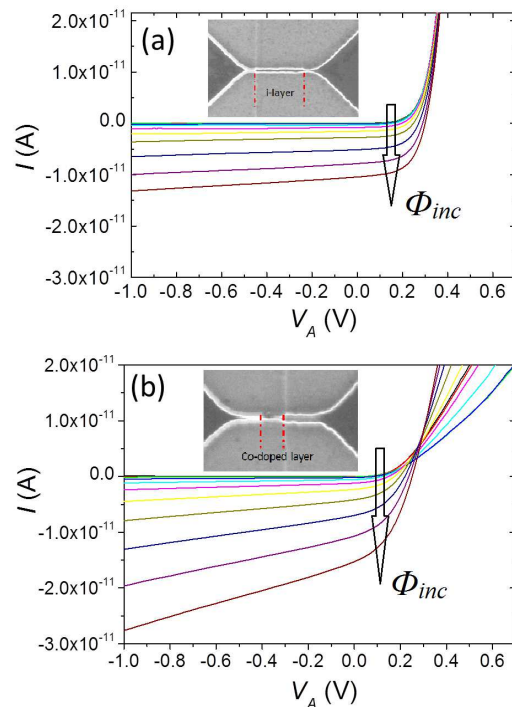 (a)
i-layer
2.0x10⁻¹¹
1.0x10⁻¹¹
0.0
-1.0x10⁻¹¹
-2.0x10⁻¹¹
-3.0x10⁻¹¹
I (A)
Φinc
-1.0 -0.8 -0.6 -0.4 -0.2 0.0 0.2 0.4 0.6
V_A (V)
(b)
Co-doped layer
2.0x10⁻¹¹
1.0x10⁻¹¹
0.0
-1.0x10⁻¹¹
-2.0x10⁻¹¹
-3.0x10⁻¹¹
I (A)
Φinc
-1.0 -0.8 -0.6 -0.4 -0.2 0.0 0.2 0.4 0.6
V_A (V)